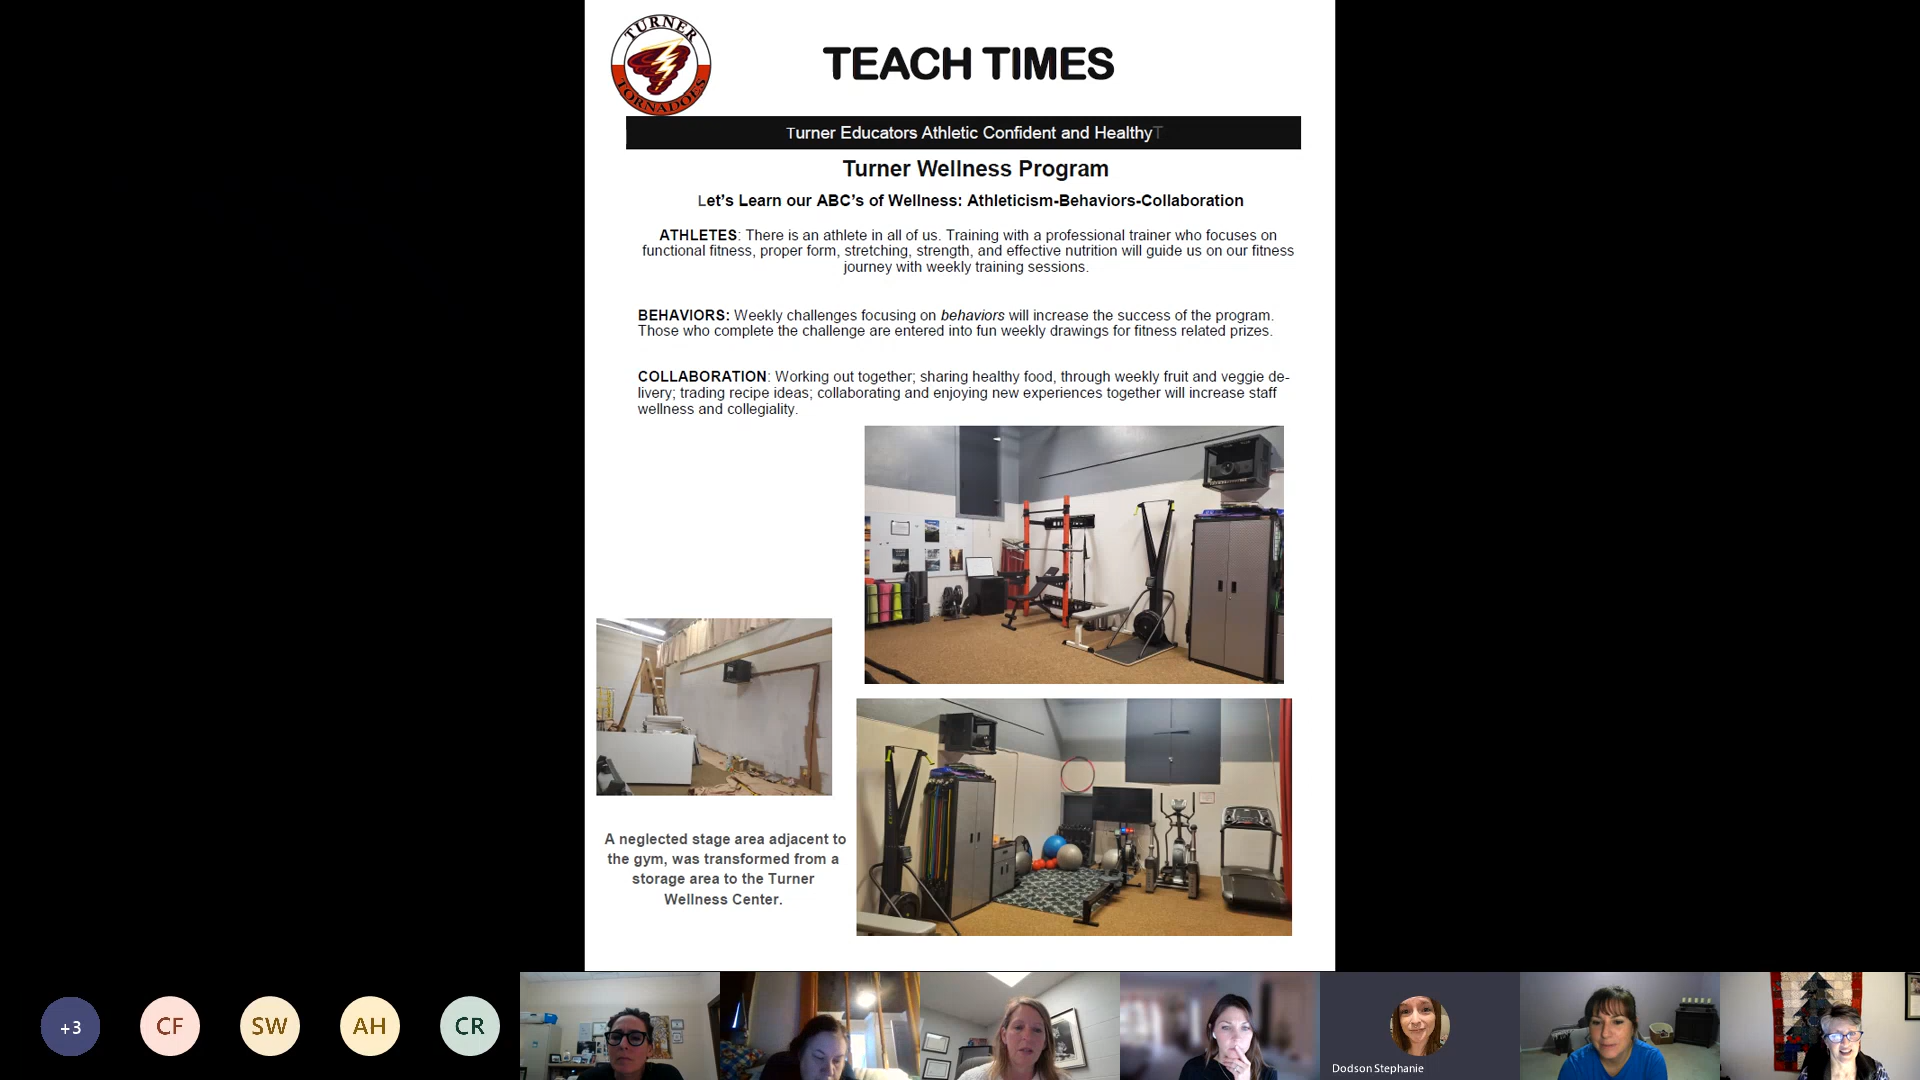 TURNER
TORNADOES
TEACH TIMES
Turner Educators Athletic Confident and HealthyT
Turner Wellness Program
Let's Learn our ABC's of Wellness: Athleticism-Behaviors-Collaboration
ATHLETES: There is an athlete in all of us. Training with a professional trainer who focuses on
functional fitness, proper form, stretching, strength, and effective nutrition will guide us on our fitness
journey with weekly training sessions.
BEHAVIORS: Weekly challenges focusing on behaviors will increase the success of the program.
Those who complete the challenge are entered into fun weekly drawings for fitness related prizes.
COLLABORATION: Working out together; sharing healthy food, through weekly fruit and veggie de-
livery; trading recipe ideas; collaborating and enjoying new experiences together will increase staff
wellness and collegiality.
A neglected stage area adjacent to
the gym, was transformed from a
storage area to the Turner
Wellness Center.
+3
CF
SW
AH
CR
Dodson Stephanie